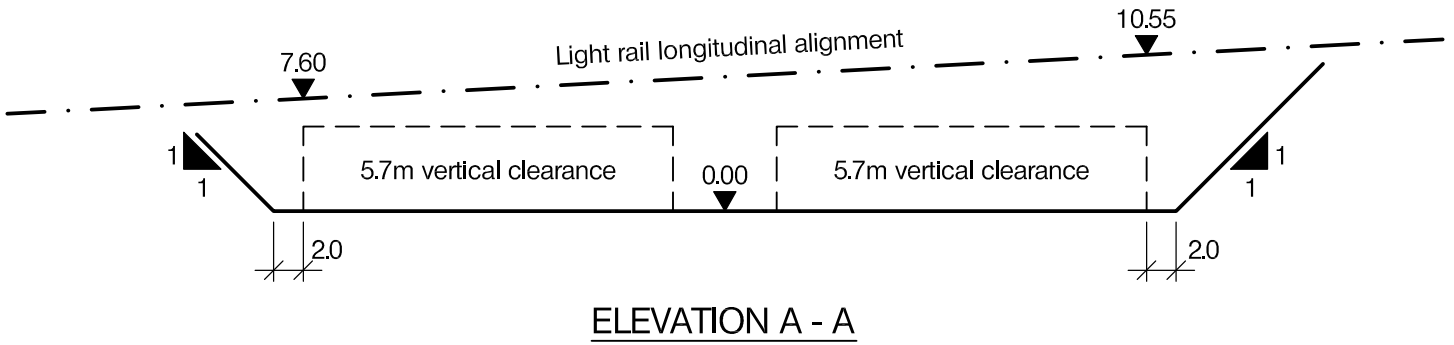 10.55
Light rail longitudinal alignment
7.60
1
1
5.7m vertical clearance
0.00
5.7m vertical clearance
1
1
2.0
2.0
ELEVATION A - A